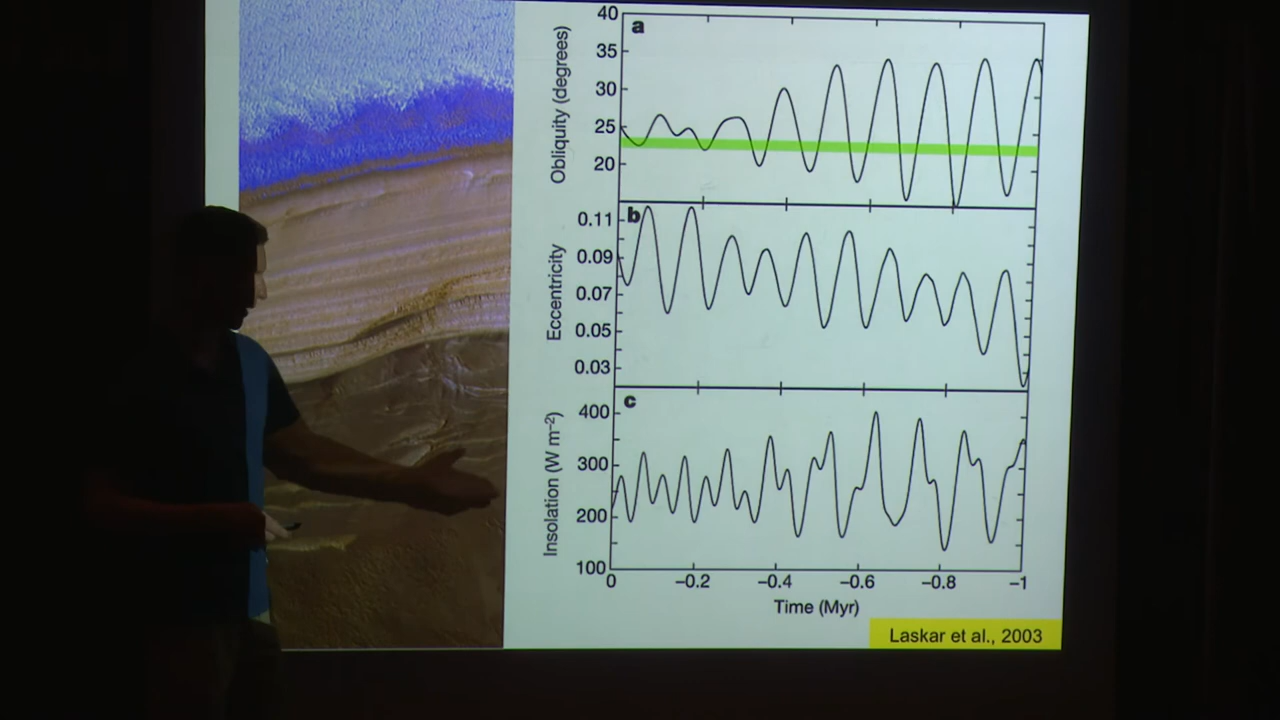 a
Obliquity (degrees)
40
35
30
25
20
b
Eccentricity
0.11
0.09
0.07
0.05
0.03
c
Insolation (W m⁻²)
400
300
200
100
0 −0.2 −0.4 −0.6 −0.8 −1
Time (Myr)
Laskar et al., 2003